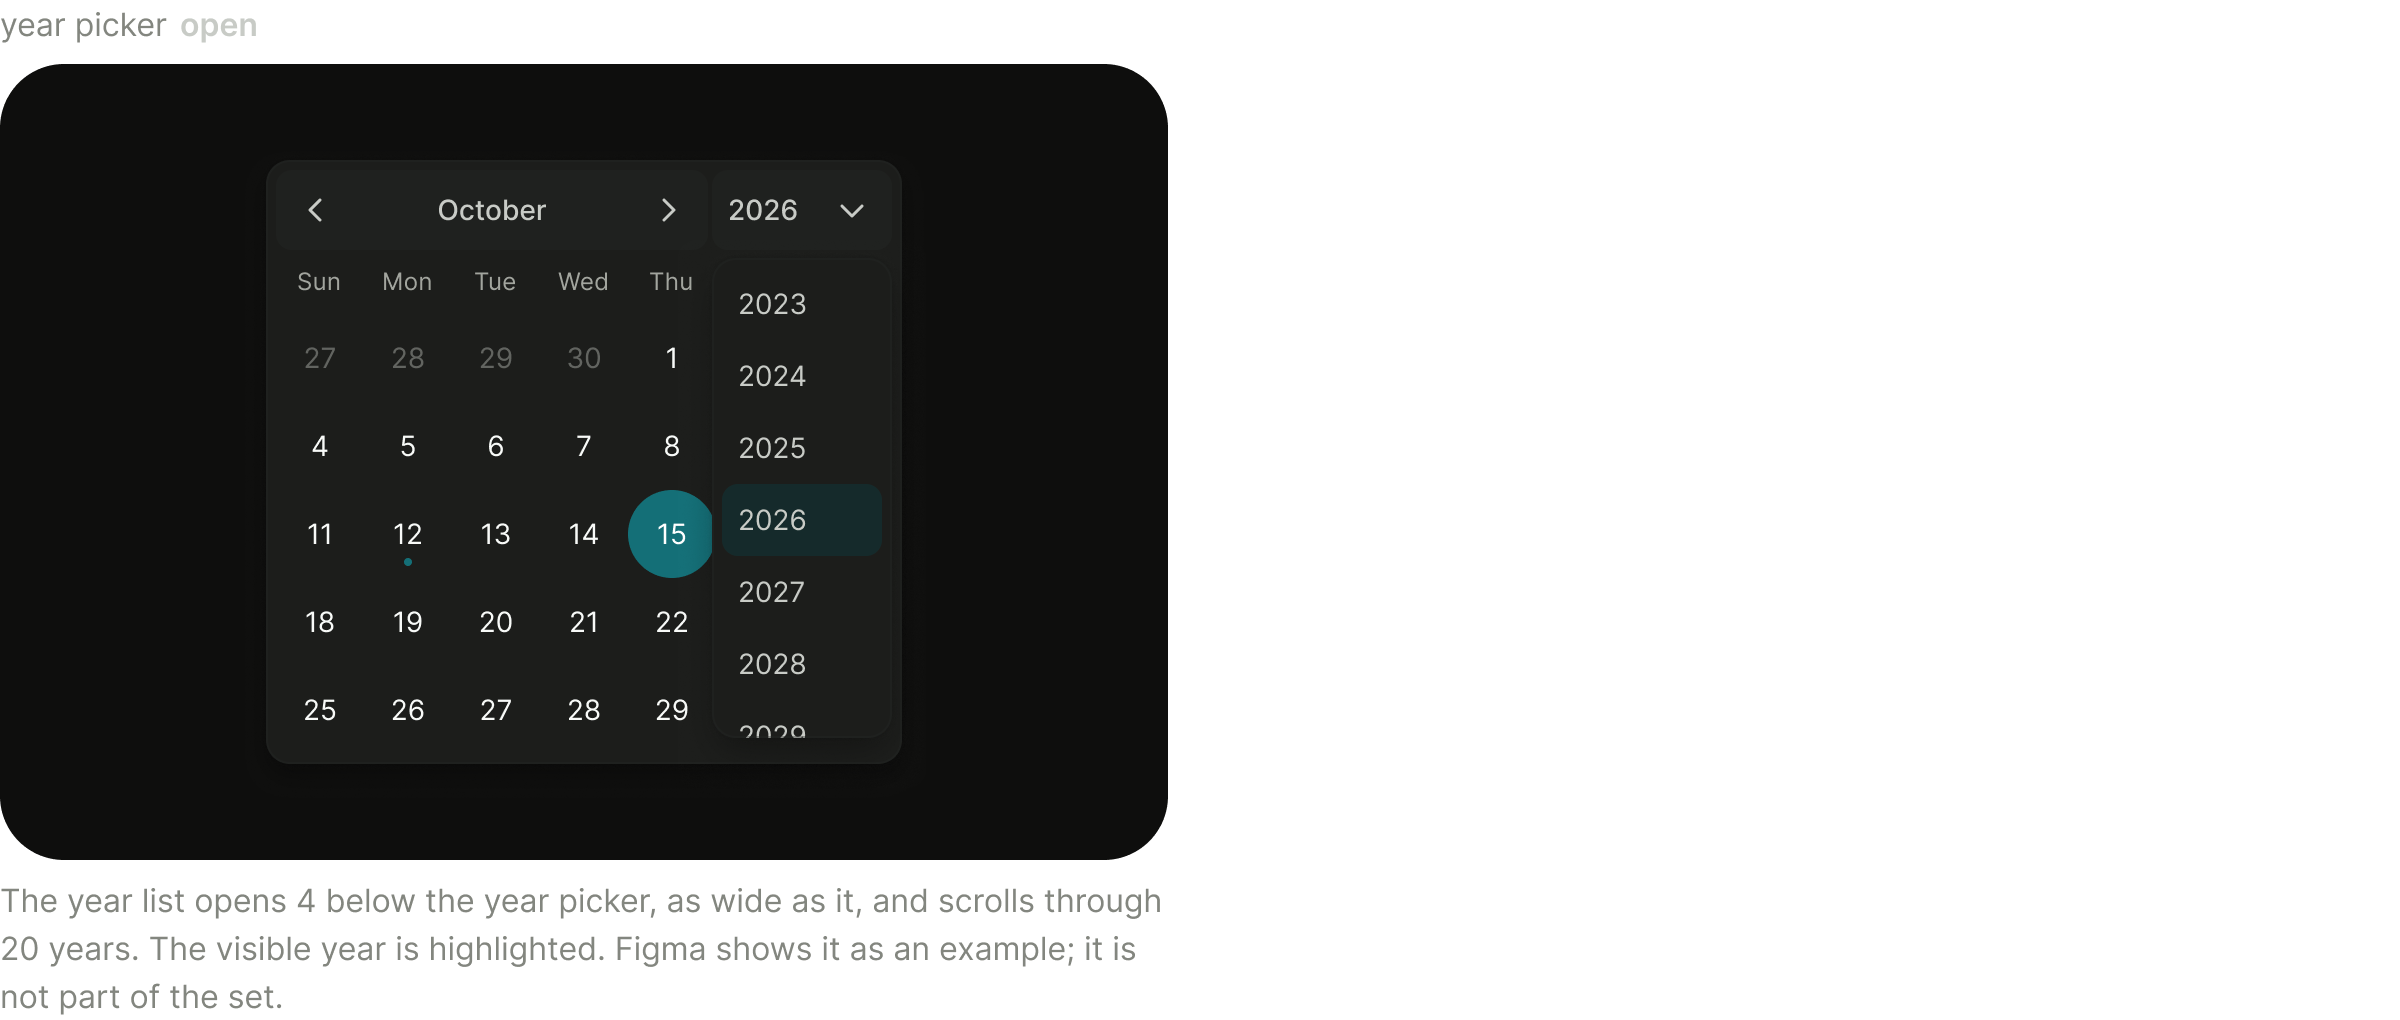 year picker open
October 2026
Sun Mon Tue Wed Thu
2023
27 28 29 30 1
2024
4 5 6 7 8
2025
11 12 13 14 15
2026
2027
18 19 20 21 22
2028
25 26 27 28 29
2029
The year list opens 4 below the year picker, as wide as it, and scrolls through
20 years. The visible year is highlighted. Figma shows it as an example; it is
not part of the set.